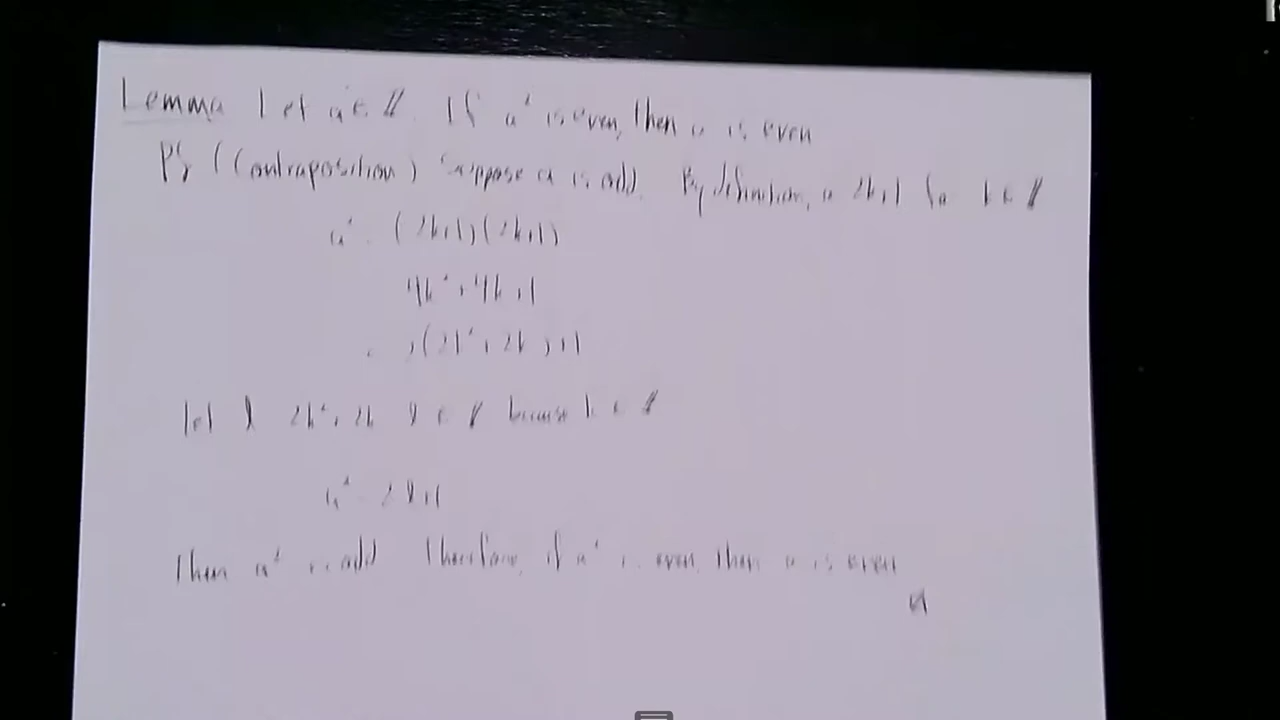 Lemma Let a ∈ ℤ. If a² is even, then a is even
Pf (Contraposition) Suppose a is odd. By definition, a = 2k+1 for k ∈ ℤ
a² = (2k+1)(2k+1)
4k² + 4k + 1
= 2(2k² + 2k) + 1
let l = 2k² + 2k l ∈ ℤ because k ∈ ℤ
a² = 2l+1
Then a² is odd. Therefore, if a² is even, then a is even